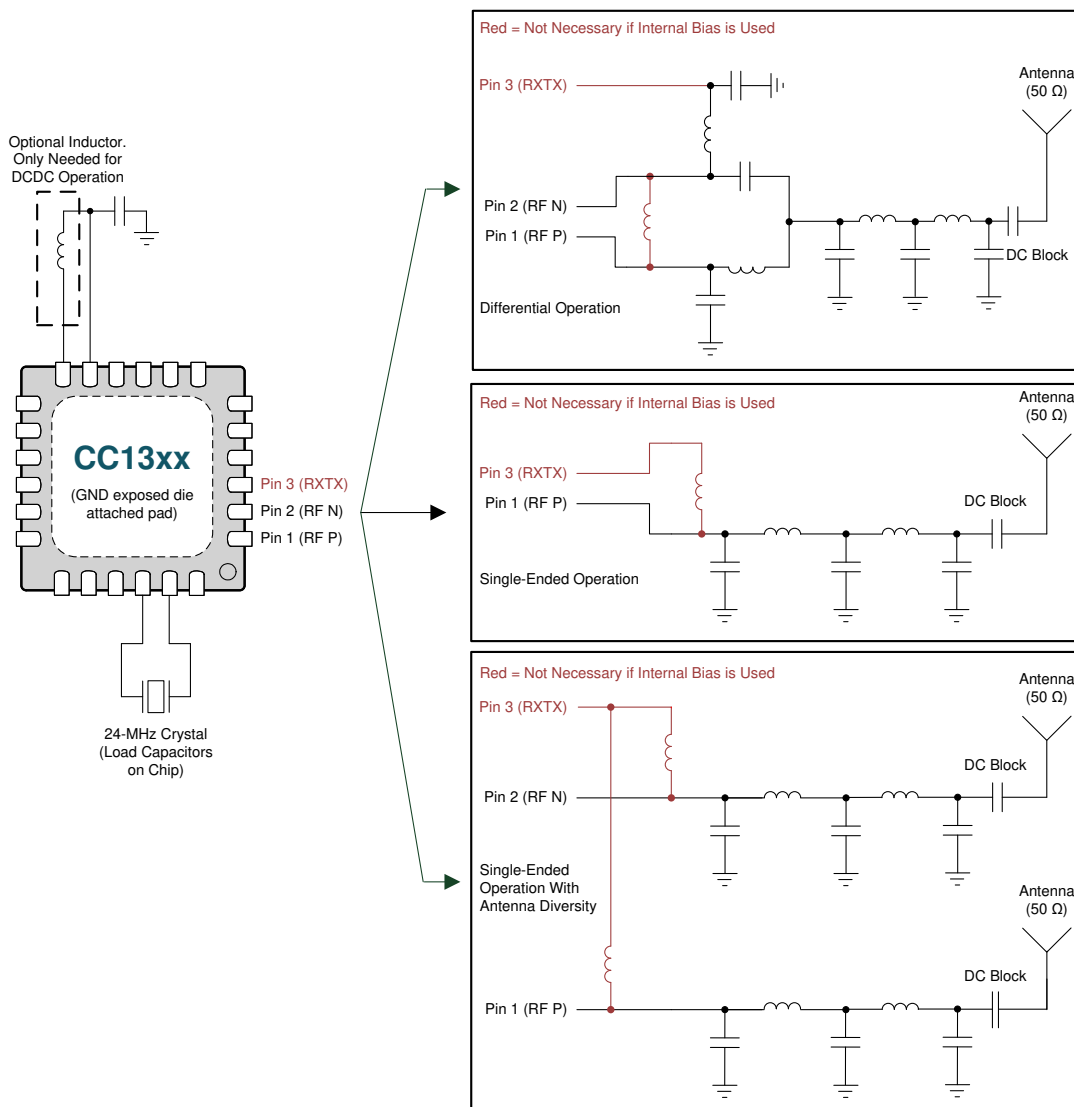 Optional Inductor.
Only Needed for
DCDC Operation
CC13xx
(GND exposed die
attached pad)
Pin 3 (RXTX)
Pin 2 (RF N)
Pin 1 (RF P)
24-MHz Crystal
(Load Capacitors
on Chip)
Red = Not Necessary if Internal Bias is Used
Pin 3 (RXTX)
Pin 2 (RF N)
Pin 1 (RF P)
Differential Operation
Antenna
(50 Ω)
DC Block
Red = Not Necessary if Internal Bias is Used
Pin 3 (RXTX)
Pin 1 (RF P)
Single-Ended Operation
Antenna
(50 Ω)
DC Block
Red = Not Necessary if Internal Bias is Used
Pin 3 (RXTX)
Pin 2 (RF N)
Antenna
(50 Ω)
DC Block
Single-Ended
Operation With
Antenna Diversity
Pin 1 (RF P)
Antenna
(50 Ω)
DC Block